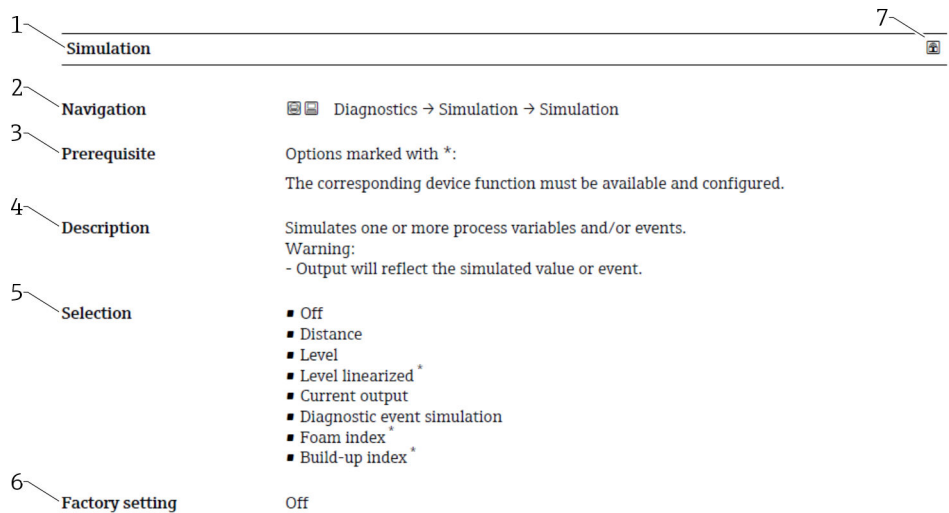 1 7
Simulation
2
Navigation Diagnostics → Simulation → Simulation
3
Prerequisite Options marked with *:
The corresponding device function must be available and configured.
4
Description Simulates one or more process variables and/or events.
Warning:
- Output will reflect the simulated value or event.
5
Selection ▪ Off
▪ Distance
▪ Level
▪ Level linearized *
▪ Current output
▪ Diagnostic event simulation
▪ Foam index *
▪ Build-up index *
6
Factory setting Off